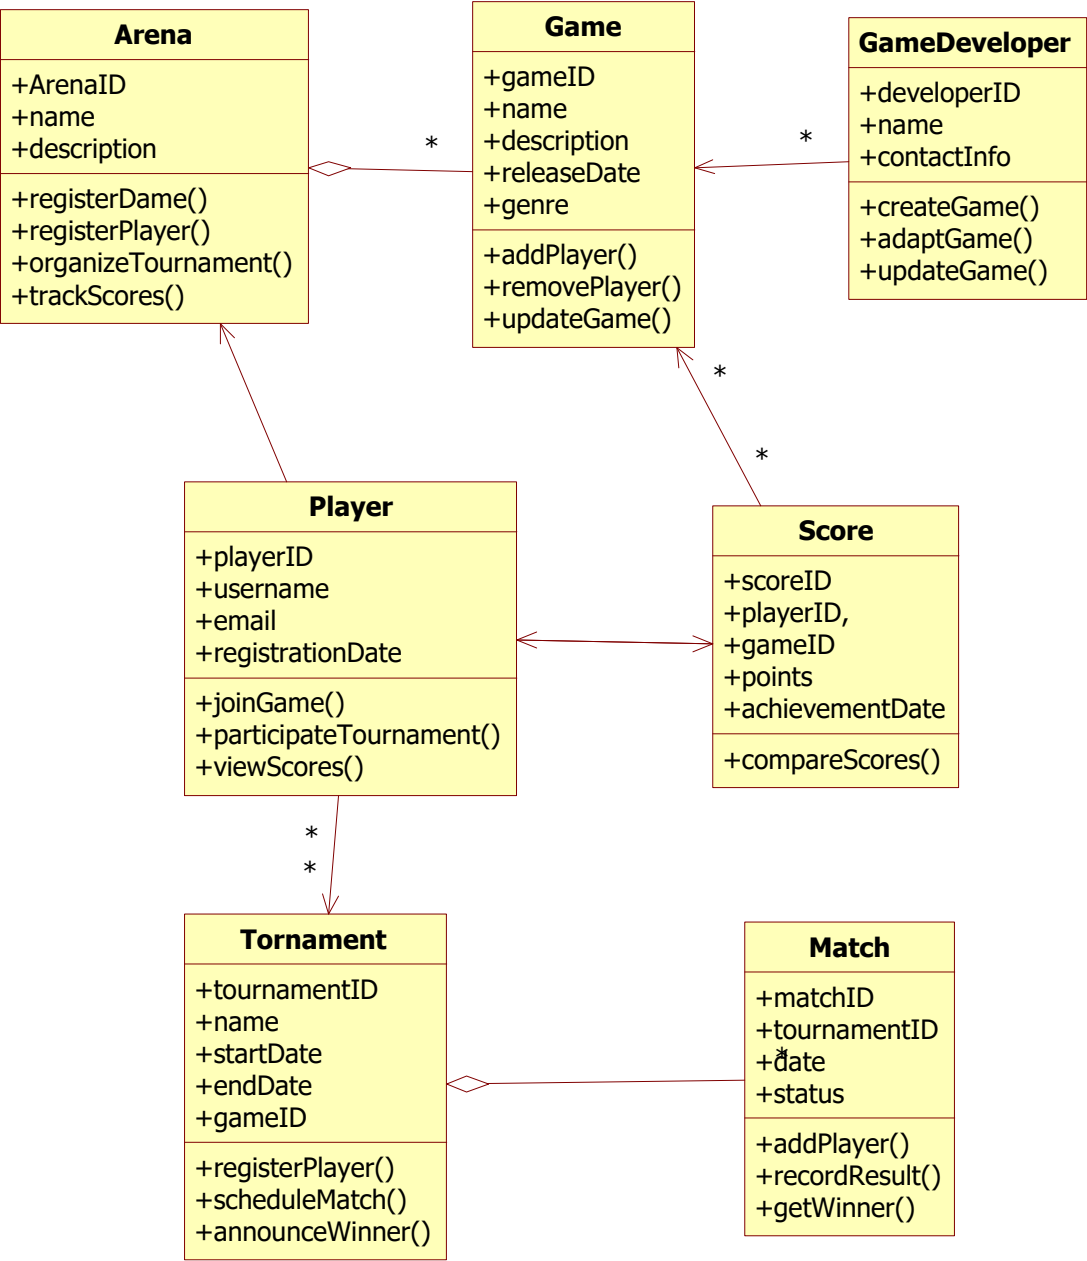 Arena
+ArenaID
+name
+description
+registerDame()
+registerPlayer()
+organizeTournament()
+trackScores()
*
Game
+gameID
+name
+description
+releaseDate
+genre
+addPlayer()
+removePlayer()
+updateGame()
*
GameDeveloper
+developerID
+name
+contactInfo
+createGame()
+adaptGame()
+updateGame()
*
*
Player
+playerID
+username
+email
+registrationDate
+joinGame()
+participateTournament()
+viewScores()
Score
+scoreID
+playerID,
+gameID
+points
+achievementDate
+compareScores()
*
*
Tornament
+tournamentID
+name
+startDate
+endDate
+gameID
+registerPlayer()
+scheduleMatch()
+announceWinner()
Match
+matchID
+tournamentID
*
+date
+status
+addPlayer()
+recordResult()
+getWinner()